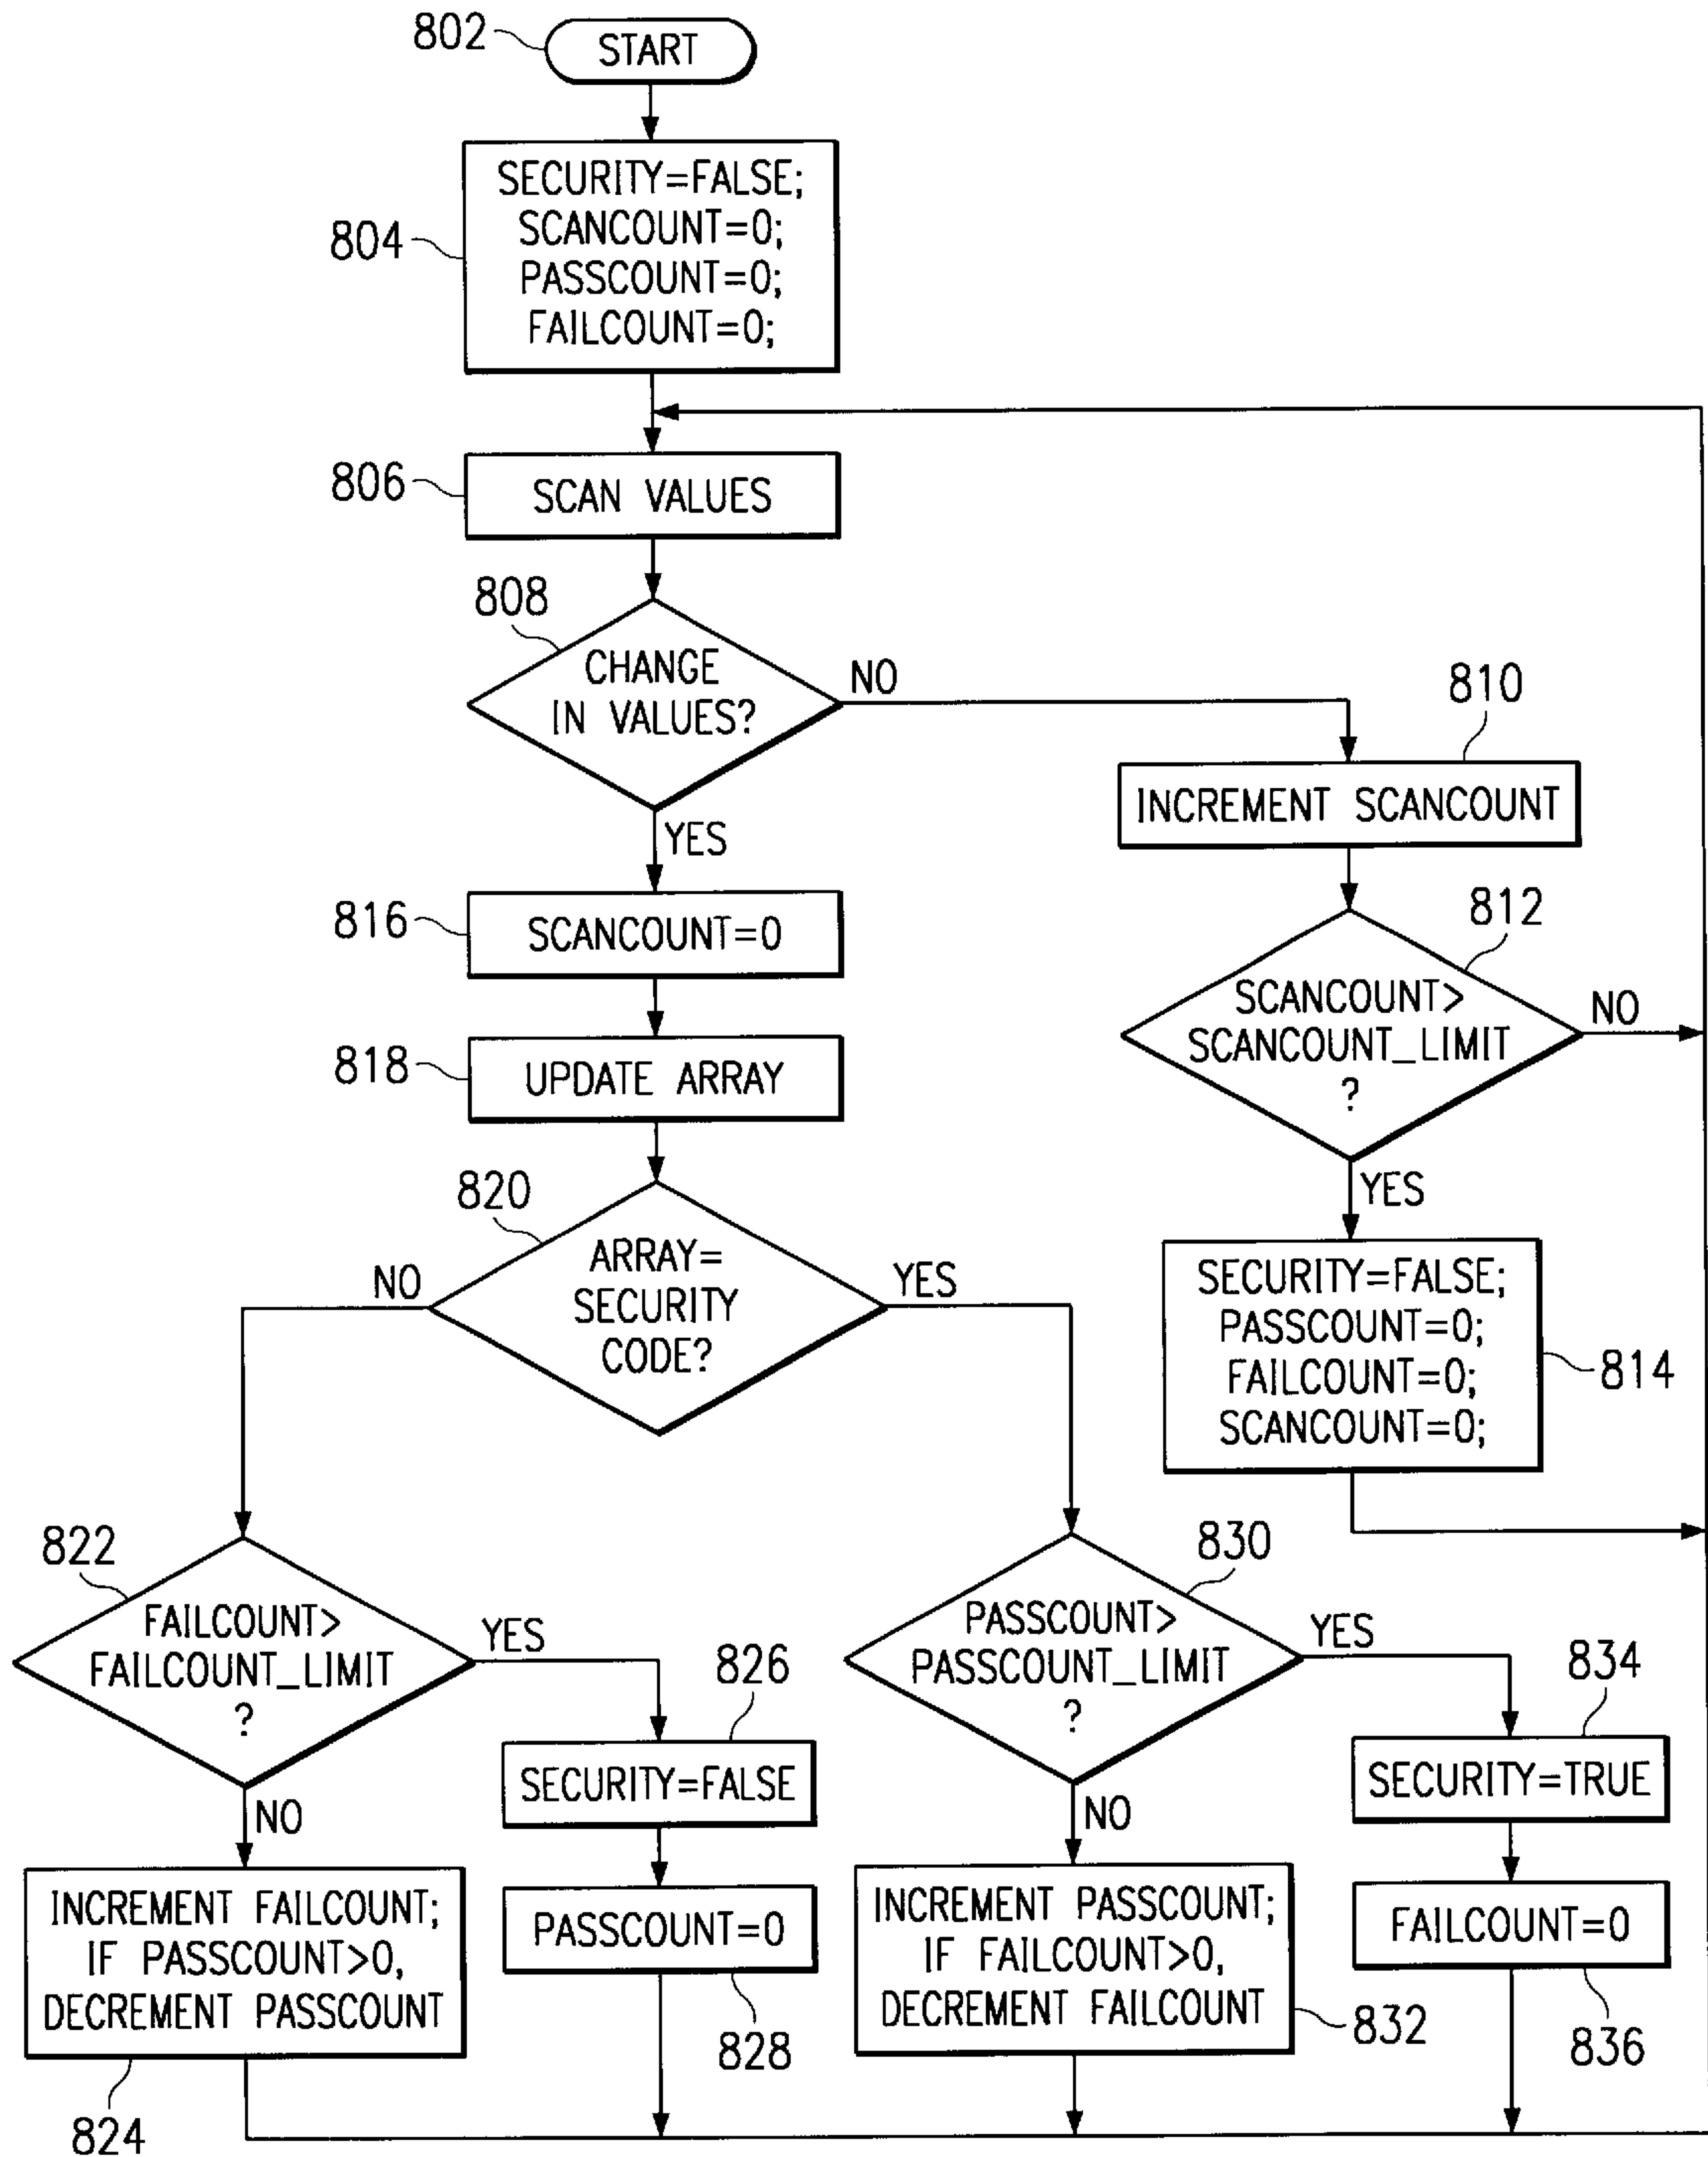 802
START
804
SECURITY=FALSE;
SCANCOUNT=0;
PASSCOUNT=0;
FAILCOUNT=0;
806
SCAN VALUES
808
CHANGE
IN VALUES?
NO
YES
810
INCREMENT SCANCOUNT
812
SCANCOUNT>
SCANCOUNT_LIMIT
?
NO
YES
814
SECURITY=FALSE;
PASSCOUNT=0;
FAILCOUNT=0;
SCANCOUNT=0;
816
SCANCOUNT=0
818
UPDATE ARRAY
820
ARRAY=
SECURITY
CODE?
NO
YES
822
FAILCOUNT>
FAILCOUNT_LIMIT
?
YES
NO
824
INCREMENT FAILCOUNT;
IF PASSCOUNT>0,
DECREMENT PASSCOUNT
826
SECURITY=FALSE
828
PASSCOUNT=0
830
PASSCOUNT>
PASSCOUNT_LIMIT
?
YES
NO
832
INCREMENT PASSCOUNT;
IF FAILCOUNT>0,
DECREMENT FAILCOUNT
834
SECURITY=TRUE
836
FAILCOUNT=0